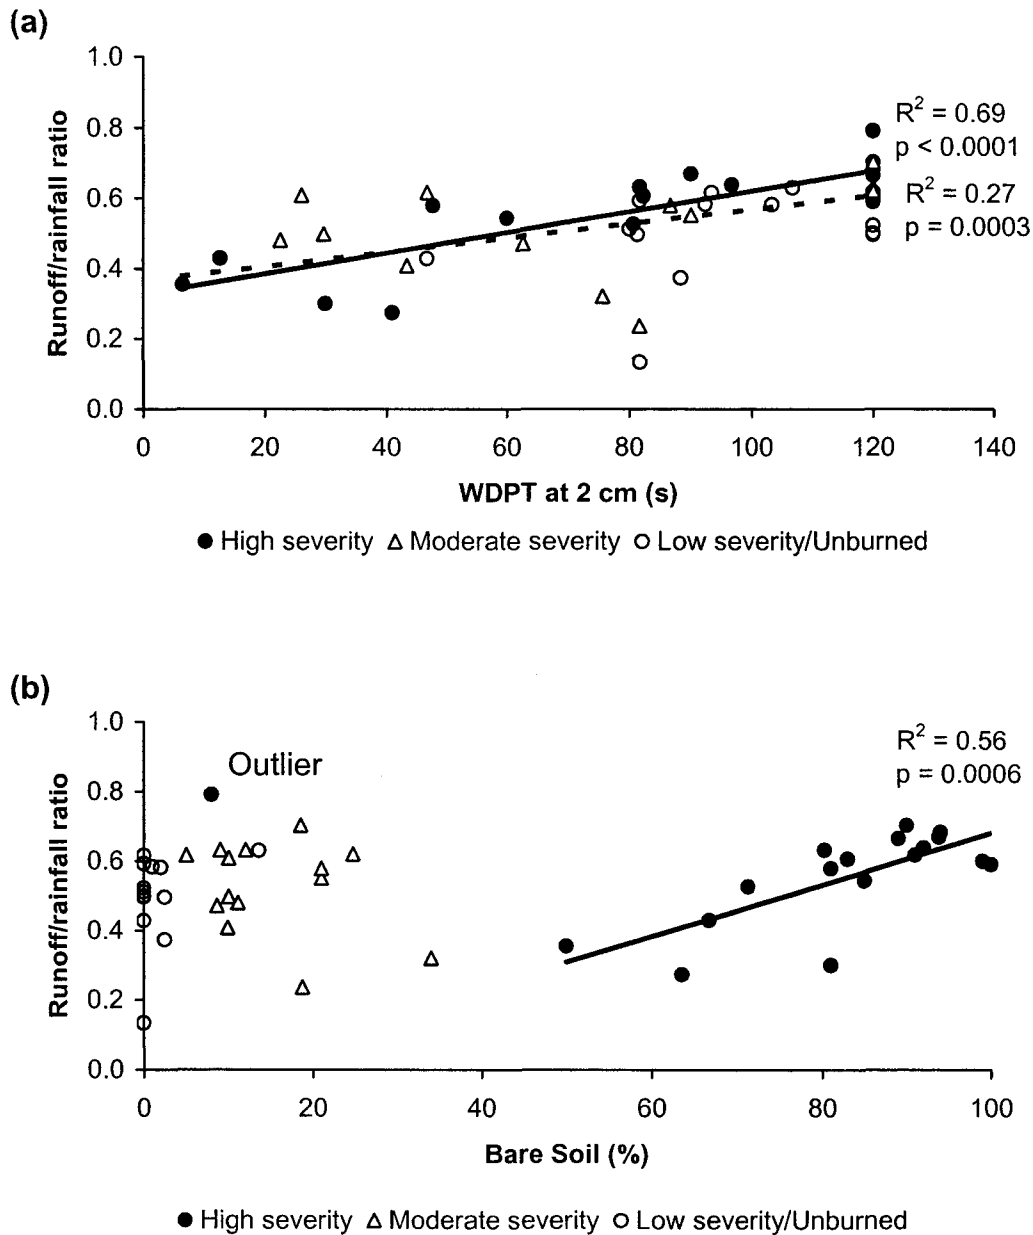 (a)
1.0
0.8
0.6
0.4
0.2
0.0
Runoff/rainfall ratio
R² = 0.69
p < 0.0001
R² = 0.27
p = 0.0003
0 20 40 60 80 100 120 140
WDPT at 2 cm (s)
● High severity △ Moderate severity ○ Low severity/Unburned
(b)
1.0
0.8
0.6
0.4
0.2
0.0
Runoff/rainfall ratio
Outlier
R² = 0.56
p = 0.0006
0 20 40 60 80 100
Bare Soil (%)
● High severity △ Moderate severity ○ Low severity/Unburned